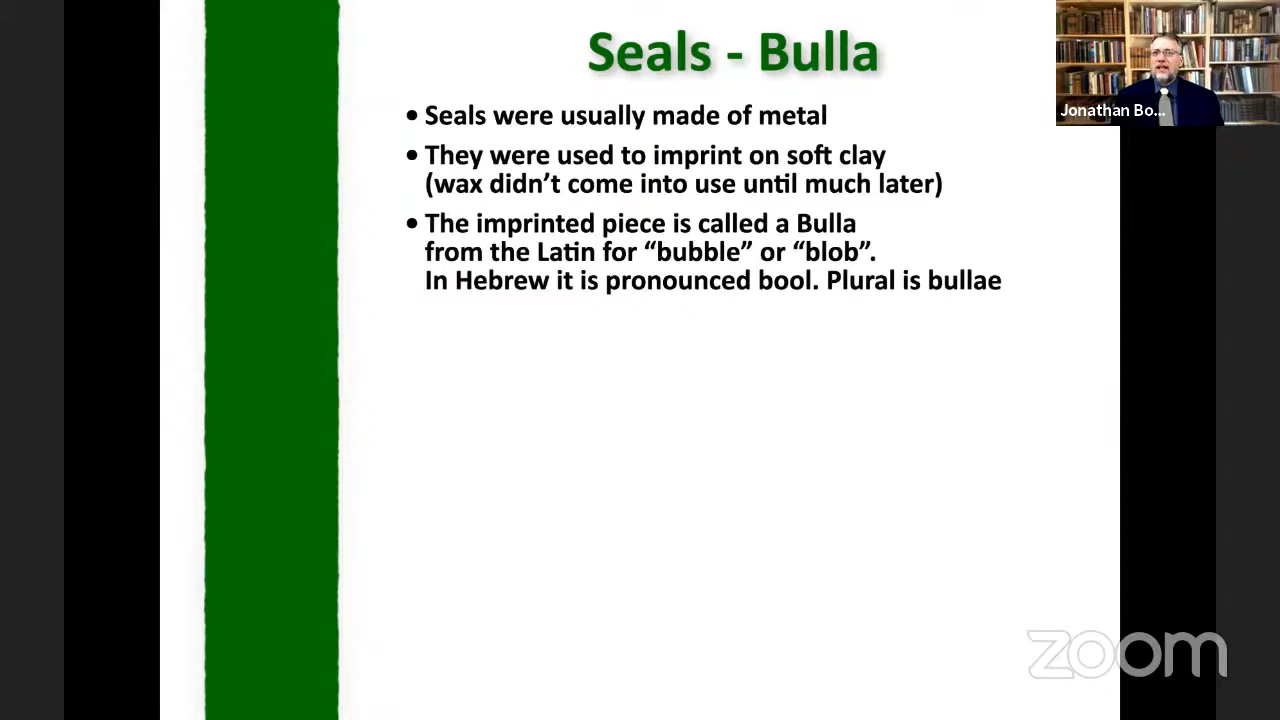 Seals - Bulla
• Seals were usually made of metal
• They were used to imprint on soft clay
(wax didn't come into use until much later)
• The imprinted piece is called a Bulla
from the Latin for “bubble” or “blob”.
In Hebrew it is pronounced bool. Plural is bullae
Jonathan Bo...
zoom